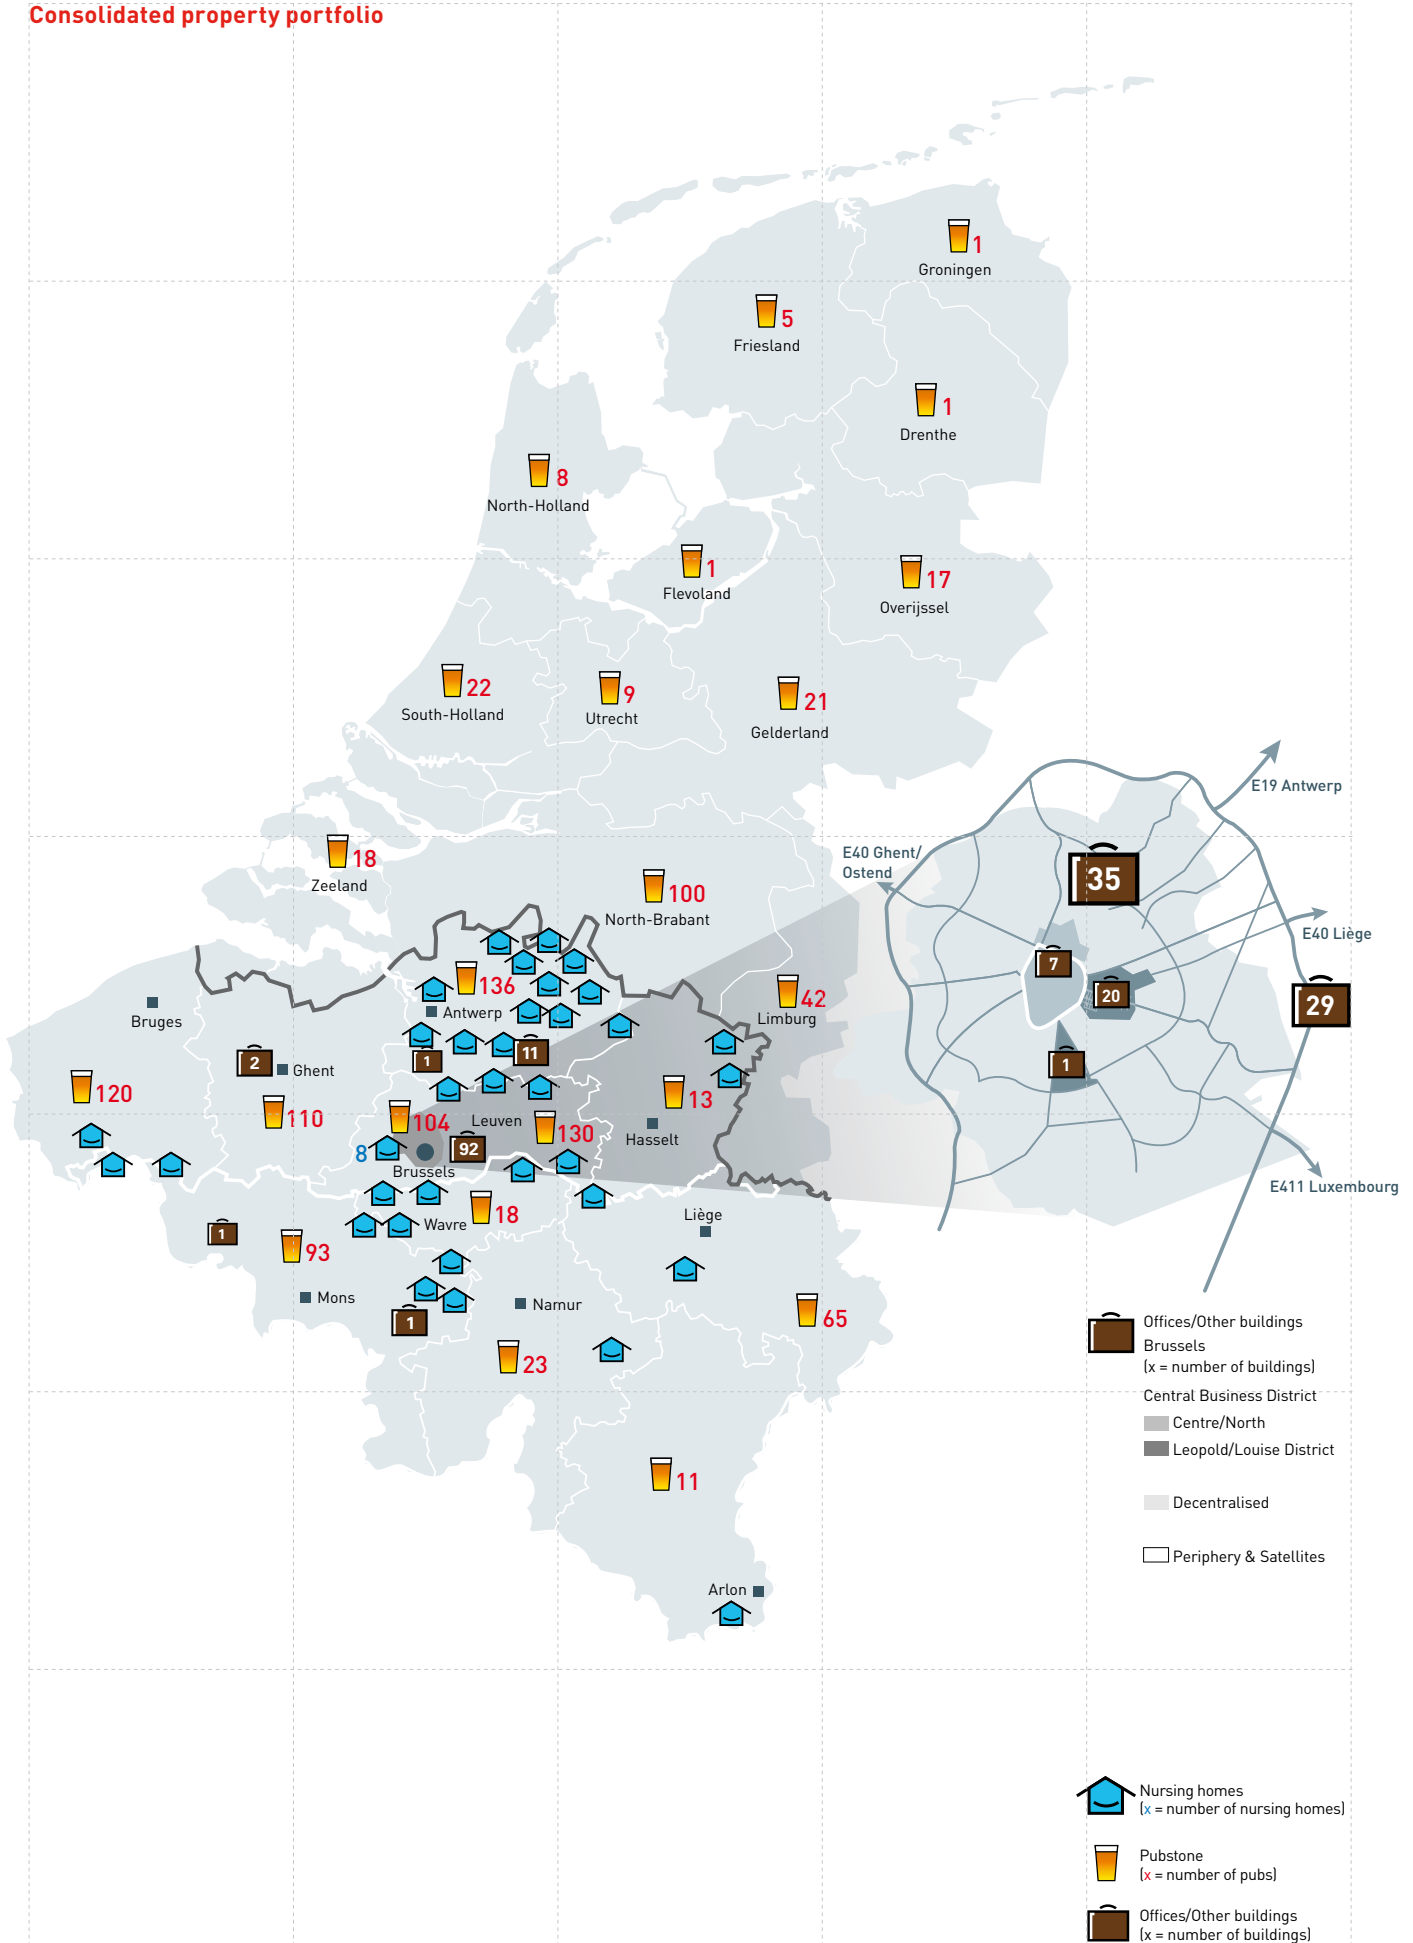 Consolidated property portfolio
1
Groningen
5
Friesland
1
Drenthe
8
North-Holland
1
Flevoland
17
Overijssel
22
South-Holland
9
Utrecht
21
Gelderland
E19 Antwerp
18
Zeeland
E40 Ghent/
Ostend
35
100
North-Brabant
E40 Liège
7
20
29
1
136
Antwerp
42
Limburg
Bruges
2
Ghent
1
11
120
110
104
Leuven
130
13
Hasselt
8
92
Brussels
E411 Luxembourg
18
Wavre
Liège
1
93
Mons
Namur
1
65
23
Offices/Other buildings
Brussels
(x = number of buildings)
Central Business District
Centre/North
Leopold/Louise District
11
Decentralised
Periphery & Satellites
Arlon
Nursing homes
(x = number of nursing homes)
Pubstone
(x = number of pubs)
Offices/Other buildings
(x = number of buildings)